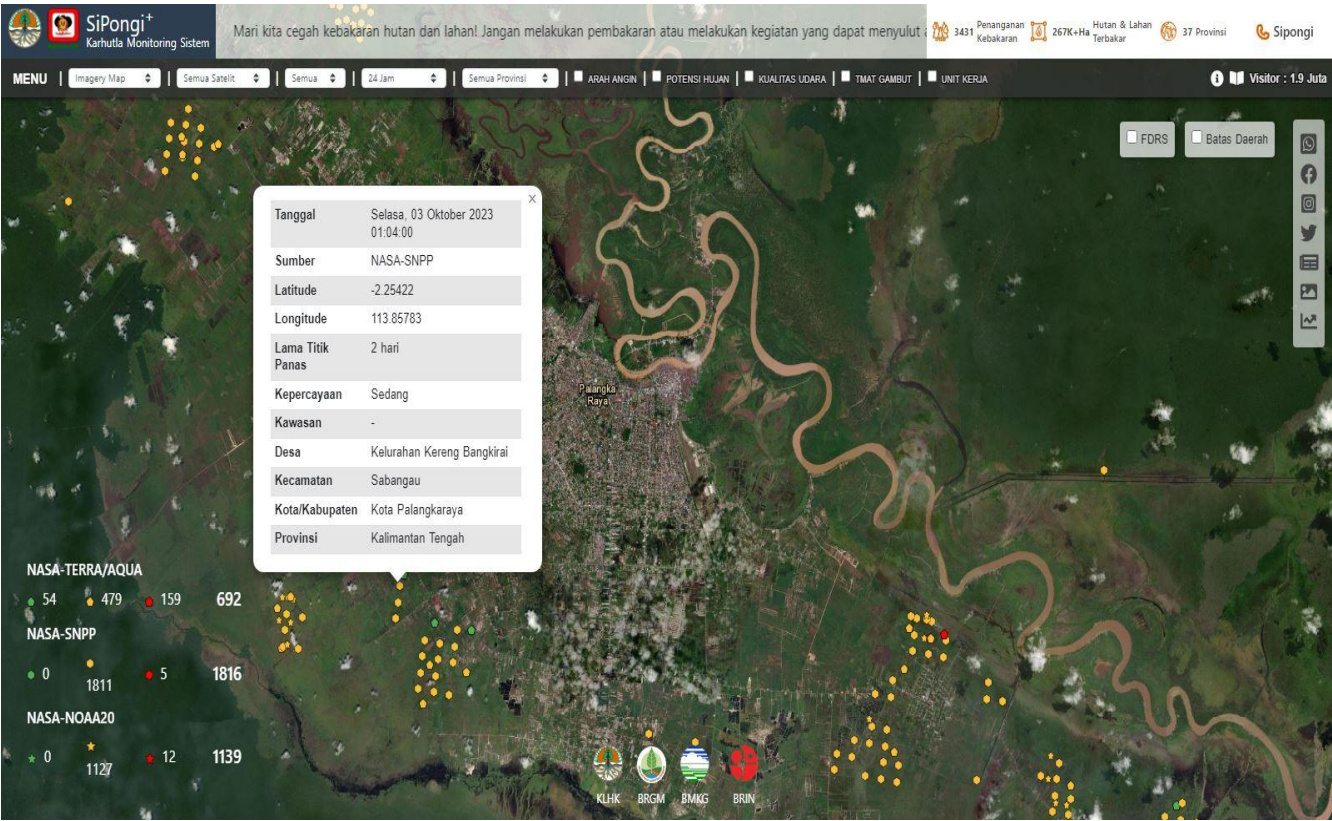 SiPongi+
Karhutla Monitoring Sistem
Mari kita cegah kebakaran hutan dan lahan! Jangan melakukan pembakaran atau melakukan kegiatan yang dapat menyulut
3431 Penanganan Kebakaran
267K+Ha Hutan & Lahan Terbakar
37 Provinsi
Sipongi
MENU | Imagery Map | Semua Satelit | Semua | 24 Jam | Semua Provinsi | ARAH ANGIN | POTENSI HUJAN | KUALITAS UDARA | TMAT GAMBUT | UNIT KERJA
Visitor : 1.9 Juta
FDRS
Batas Daerah
X
Tanggal Selasa, 03 Oktober 2023
01:04:00
Sumber NASA-SNPP
Latitude -2.25422
Longitude 113.85783
Lama Titik Panas 2 hari
Kepercayaan Sedang
Kawasan -
Desa Kelurahan Kereng Bangkirai
Kecamatan Sabangau
Kota/Kabupaten Kota Palangkaraya
Provinsi Kalimantan Tengah
Palangka
Raya
NASA-TERRA/AQUA
54 479 159 692
NASA-SNPP
0 1811 5 1816
NASA-NOAA20
0 1127 12 1139
KLHK BRGM BMKG BRIN